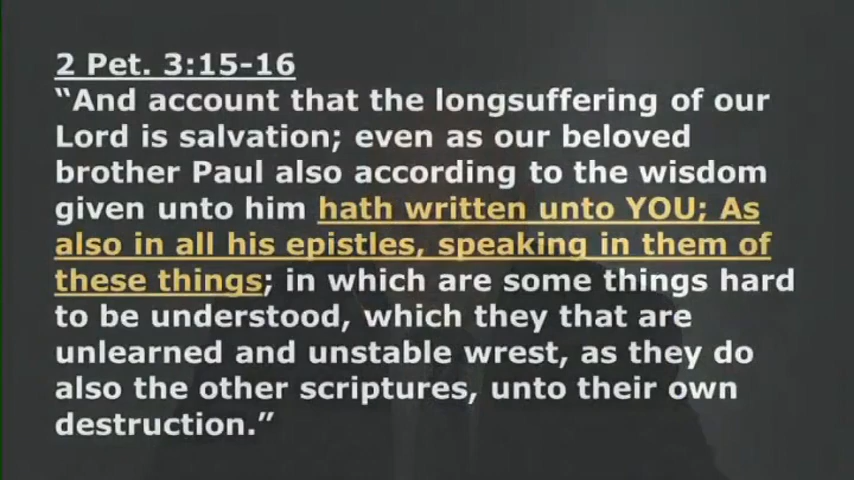 2 Pet. 3:15-16
“And account that the longsuffering of our
Lord is salvation; even as our beloved
brother Paul also according to the wisdom
given unto him hath written unto YOU; As
also in all his epistles, speaking in them of
these things; in which are some things hard
to be understood, which they that are
unlearned and unstable wrest, as they do
also the other scriptures, unto their own
destruction.”